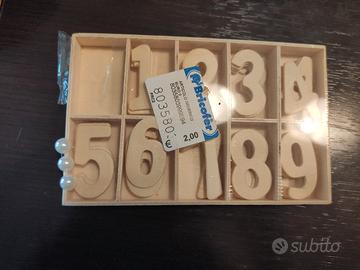 1 2 3 4
Bricofer
803580
€ 2,00
5 6 7 8 9
subito